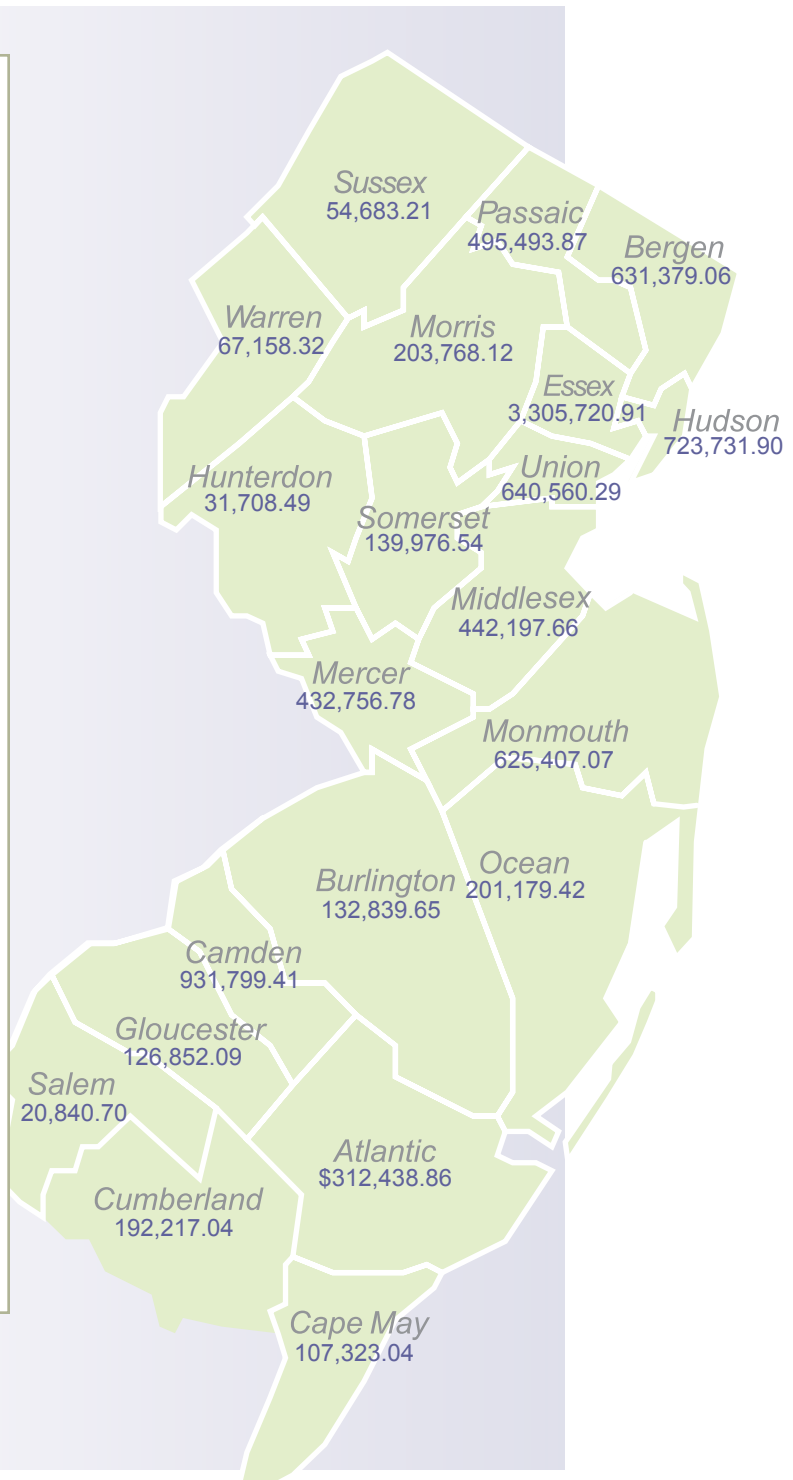 Sussex
54,683.21
Passaic
495,493.87
Bergen
631,379.06
Warren
67,158.32
Morris
203,768.12
Essex
3,305,720.91
Hudson
723,731.90
Hunterdon
31,708.49
Union
640,560.29
Somerset
139,976.54
Middlesex
442,197.66
Mercer
432,756.78
Monmouth
625,407.07
Ocean
201,179.42
Burlington
132,839.65
Camden
931,799.41
Gloucester
126,852.09
Salem
20,840.70
Atlantic
$312,438.86
Cumberland
192,217.04
Cape May
107,323.04